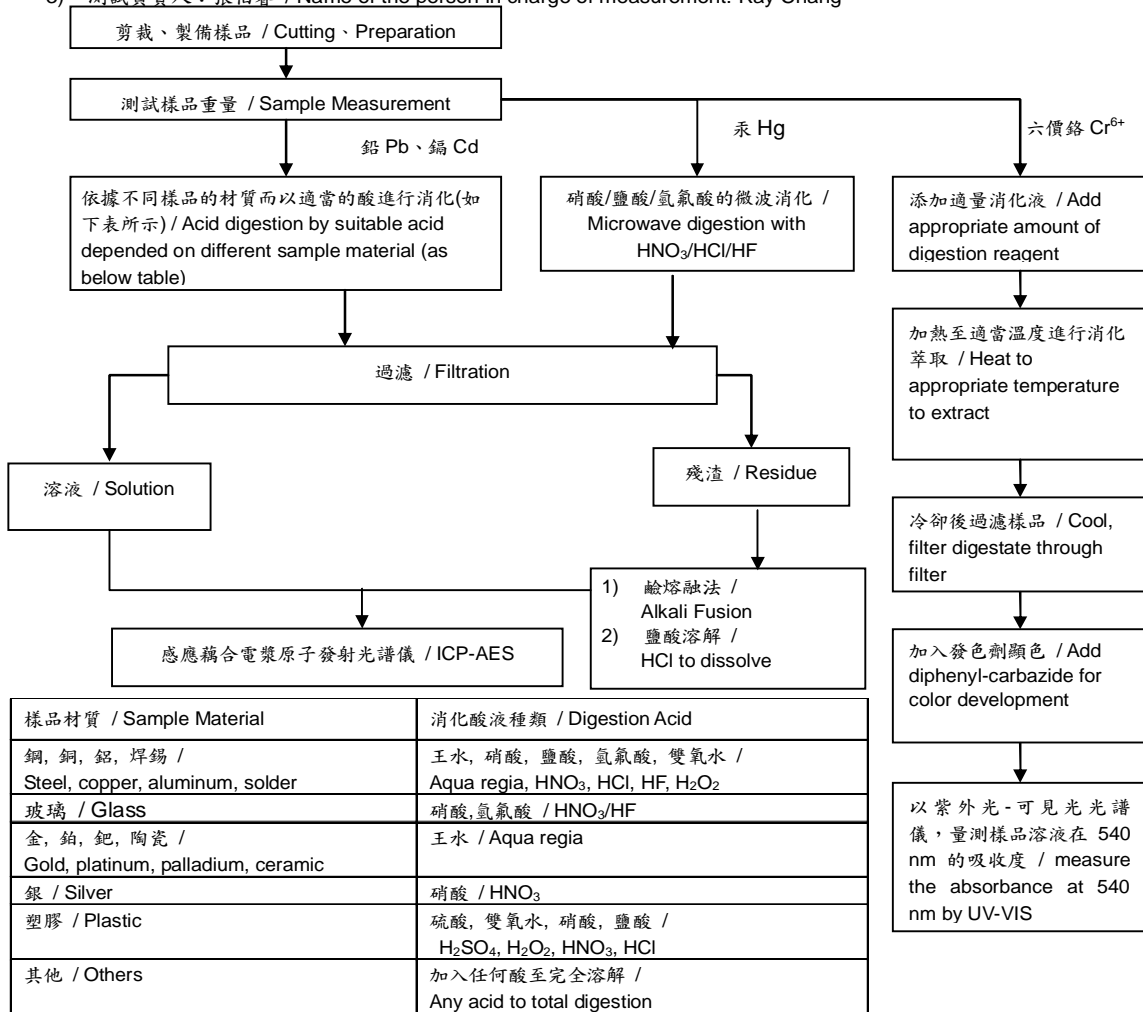 Name of the person in charge of measurement: Ray Chang
剪裁、製備樣品 / Cutting、Preparation
測試樣品重量 / Sample Measurement
鉛 Pb、鎘 Cd
汞 Hg
六價鉻 Cr⁶⁺
依據不同樣品的材質而以適當的酸進行消化(如
下表所示) / Acid digestion by suitable acid
depended on different sample material (as
below table)
硝酸/鹽酸/氫氟酸的微波消化 /
Microwave digestion with
HNO₃/HCl/HF
添加適量消化液 / Add
appropriate amount of
digestion reagent
過濾 / Filtration
加熱至適當溫度進行消化
萃取 / Heat to
appropriate temperature
to extract
溶液 / Solution
殘渣 / Residue
冷卻後過濾樣品 / Cool,
filter digestate through
filter
1) 鹼熔融法 /
Alkali Fusion
2) 鹽酸溶解 /
HCl to dissolve
感應藕合電漿原子發射光譜儀 / ICP-AES
加入發色劑顯色 / Add
diphenyl-carbazide for
color development
以紫外光-可見光光譜
儀，量測樣品溶液在 540
nm 的吸收度 / measure
the absorbance at 540
nm by UV-VIS
樣品材質 / Sample Material
消化酸液種類 / Digestion Acid
鋼, 銅, 鋁, 焊錫 /
Steel, copper, aluminum, solder
王水, 硝酸, 鹽酸, 氫氟酸, 雙氧水 /
Aqua regia, HNO₃, HCl, HF, H₂O₂
玻璃 / Glass
硝酸,氫氟酸 / HNO₃/HF
金, 鉑, 鈀, 陶瓷 /
Gold, platinum, palladium, ceramic
王水 / Aqua regia
銀 / Silver
硝酸 / HNO₃
塑膠 / Plastic
硫酸, 雙氧水, 硝酸, 鹽酸 /
H₂SO₄, H₂O₂, HNO₃, HCl
其他 / Others
加入任何酸至完全溶解 /
Any acid to total digestion